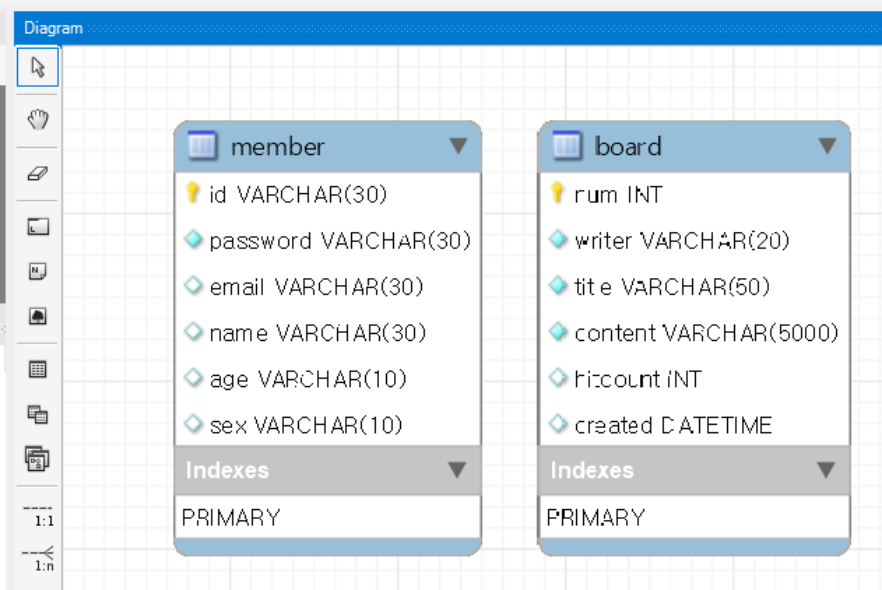 Diagram
member
id VARCHAR(30)
password VARCHAR(30)
email VARCHAR(30)
name VARCHAR(30)
age VARCHAR(10)
sex VARCHAR(10)
Indexes
PRIMARY
board
num INT
writer VARCHAR(20)
title VARCHAR(50)
content VARCHAR(5000)
hitcount INT
created DATETIME
Indexes
PRIMARY
1:1
1:n